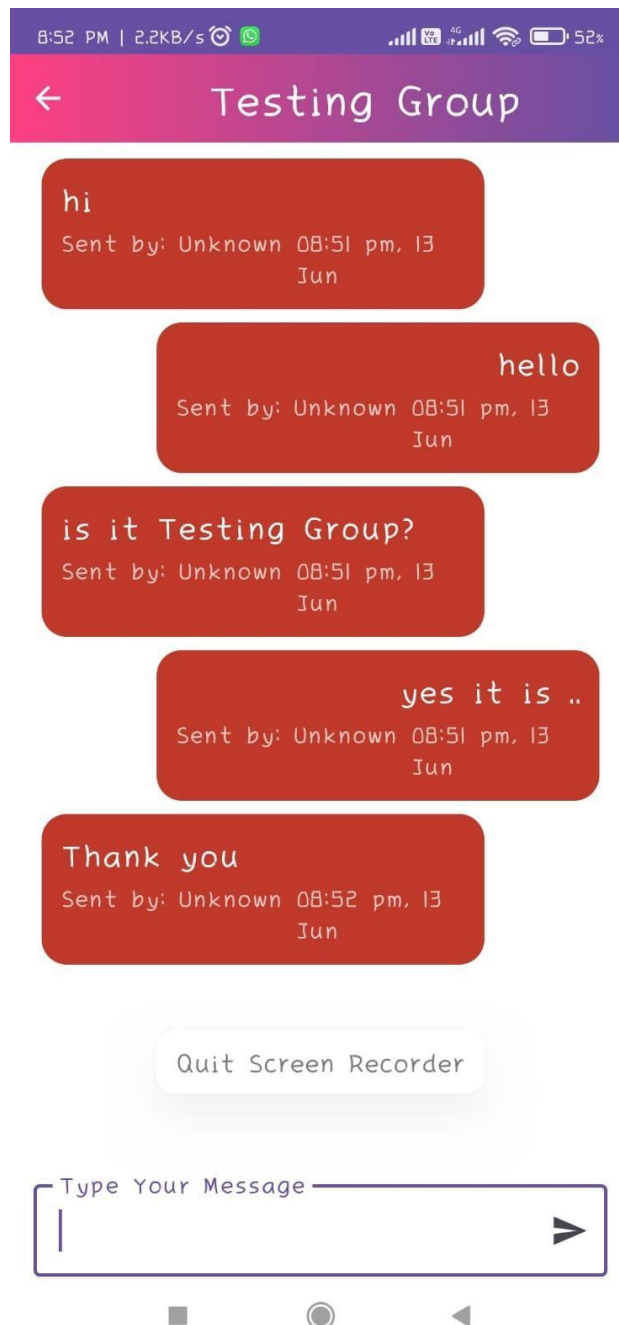 8:52 PM | 2.2KB/s Vo LTE 4G 52%
Testing Group
hi
Sent by: Unknown 08:51 pm, 13
Jun
hello
Sent by: Unknown 08:51 pm, 13
Jun
is it Testing Group?
Sent by: Unknown 08:51 pm, 13
Jun
yes it is ..
Sent by: Unknown 08:51 pm, 13
Jun
Thank you
Sent by: Unknown 08:52 pm, 13
Jun
Quit Screen Recorder
Type Your Message